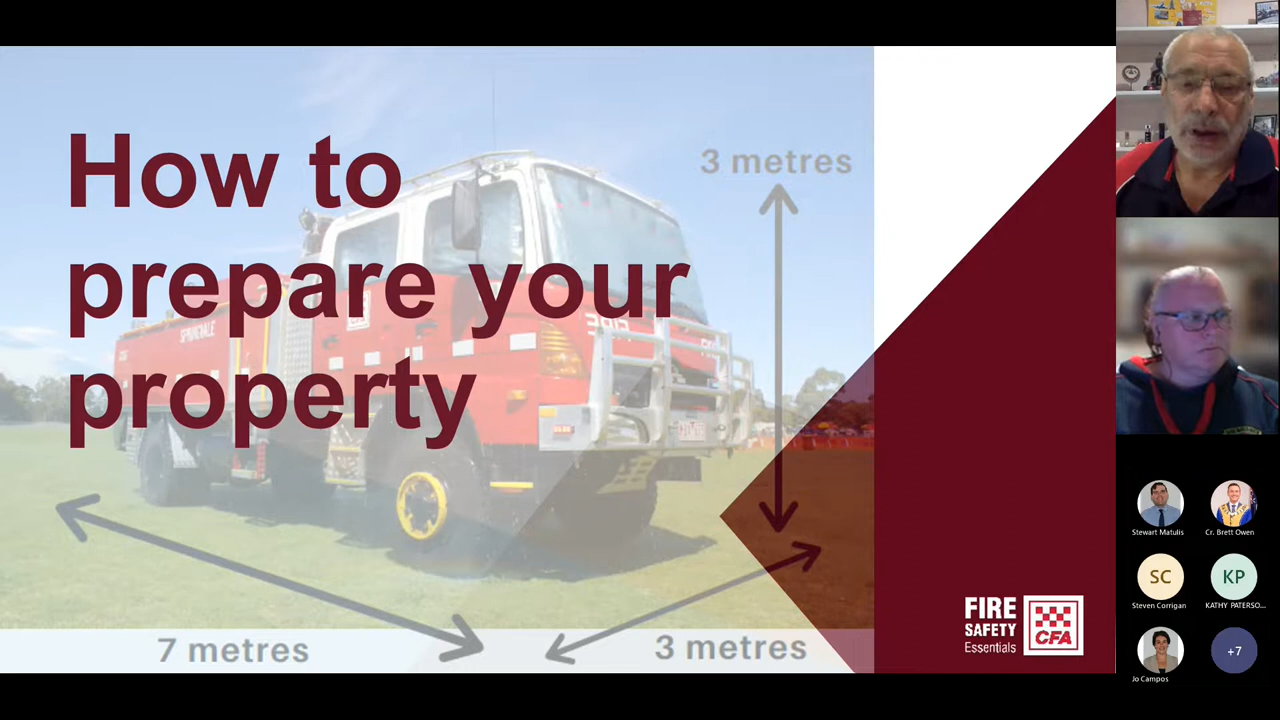 How to
prepare your
property
3 metres
7 metres
3 metres
FIRE
SAFETY
Essentials
CFA
Stewart Matulis
Cr. Brett Owen
SC
KP
Steven Corrigan
KATHY PATERSO...
+7
Jo Campos